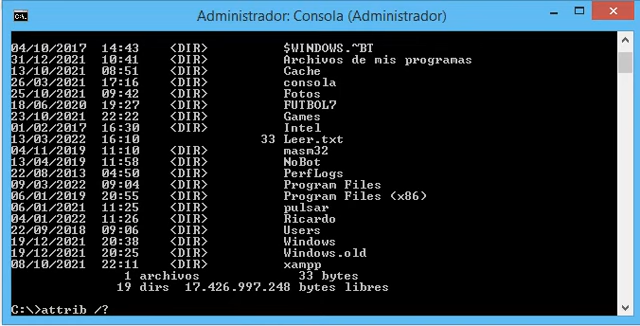 Administrador: Consola (Administrador)
04/10/2017 14:43 <DIR> $WINDOWS.~BT
31/12/2021 10:41 <DIR> Archivos de mis programas
13/10/2021 08:51 <DIR> Cache
26/03/2021 17:16 <DIR> consola
25/10/2021 09:42 <DIR> Fotos
18/06/2020 19:27 <DIR> FUTBOL7
23/10/2021 22:22 <DIR> Games
01/02/2017 16:30 <DIR> Intel
13/03/2022 16:10 33 Leer.txt
04/11/2019 11:10 <DIR> masm32
13/04/2019 11:58 <DIR> NoBot
22/08/2013 04:50 <DIR> PerfLogs
09/03/2022 09:04 <DIR> Program Files
06/01/2019 20:55 <DIR> Program Files (x86)
06/01/2021 11:25 <DIR> pulsar
04/01/2022 11:26 <DIR> Ricardo
22/09/2018 09:06 <DIR> Users
19/12/2021 20:38 <DIR> Windows
19/12/2021 20:25 <DIR> Windows.old
08/10/2021 22:11 <DIR> xampp
1 archivos 33 bytes
19 dirs 17.426.997.248 bytes libres
C:\>attrib /?